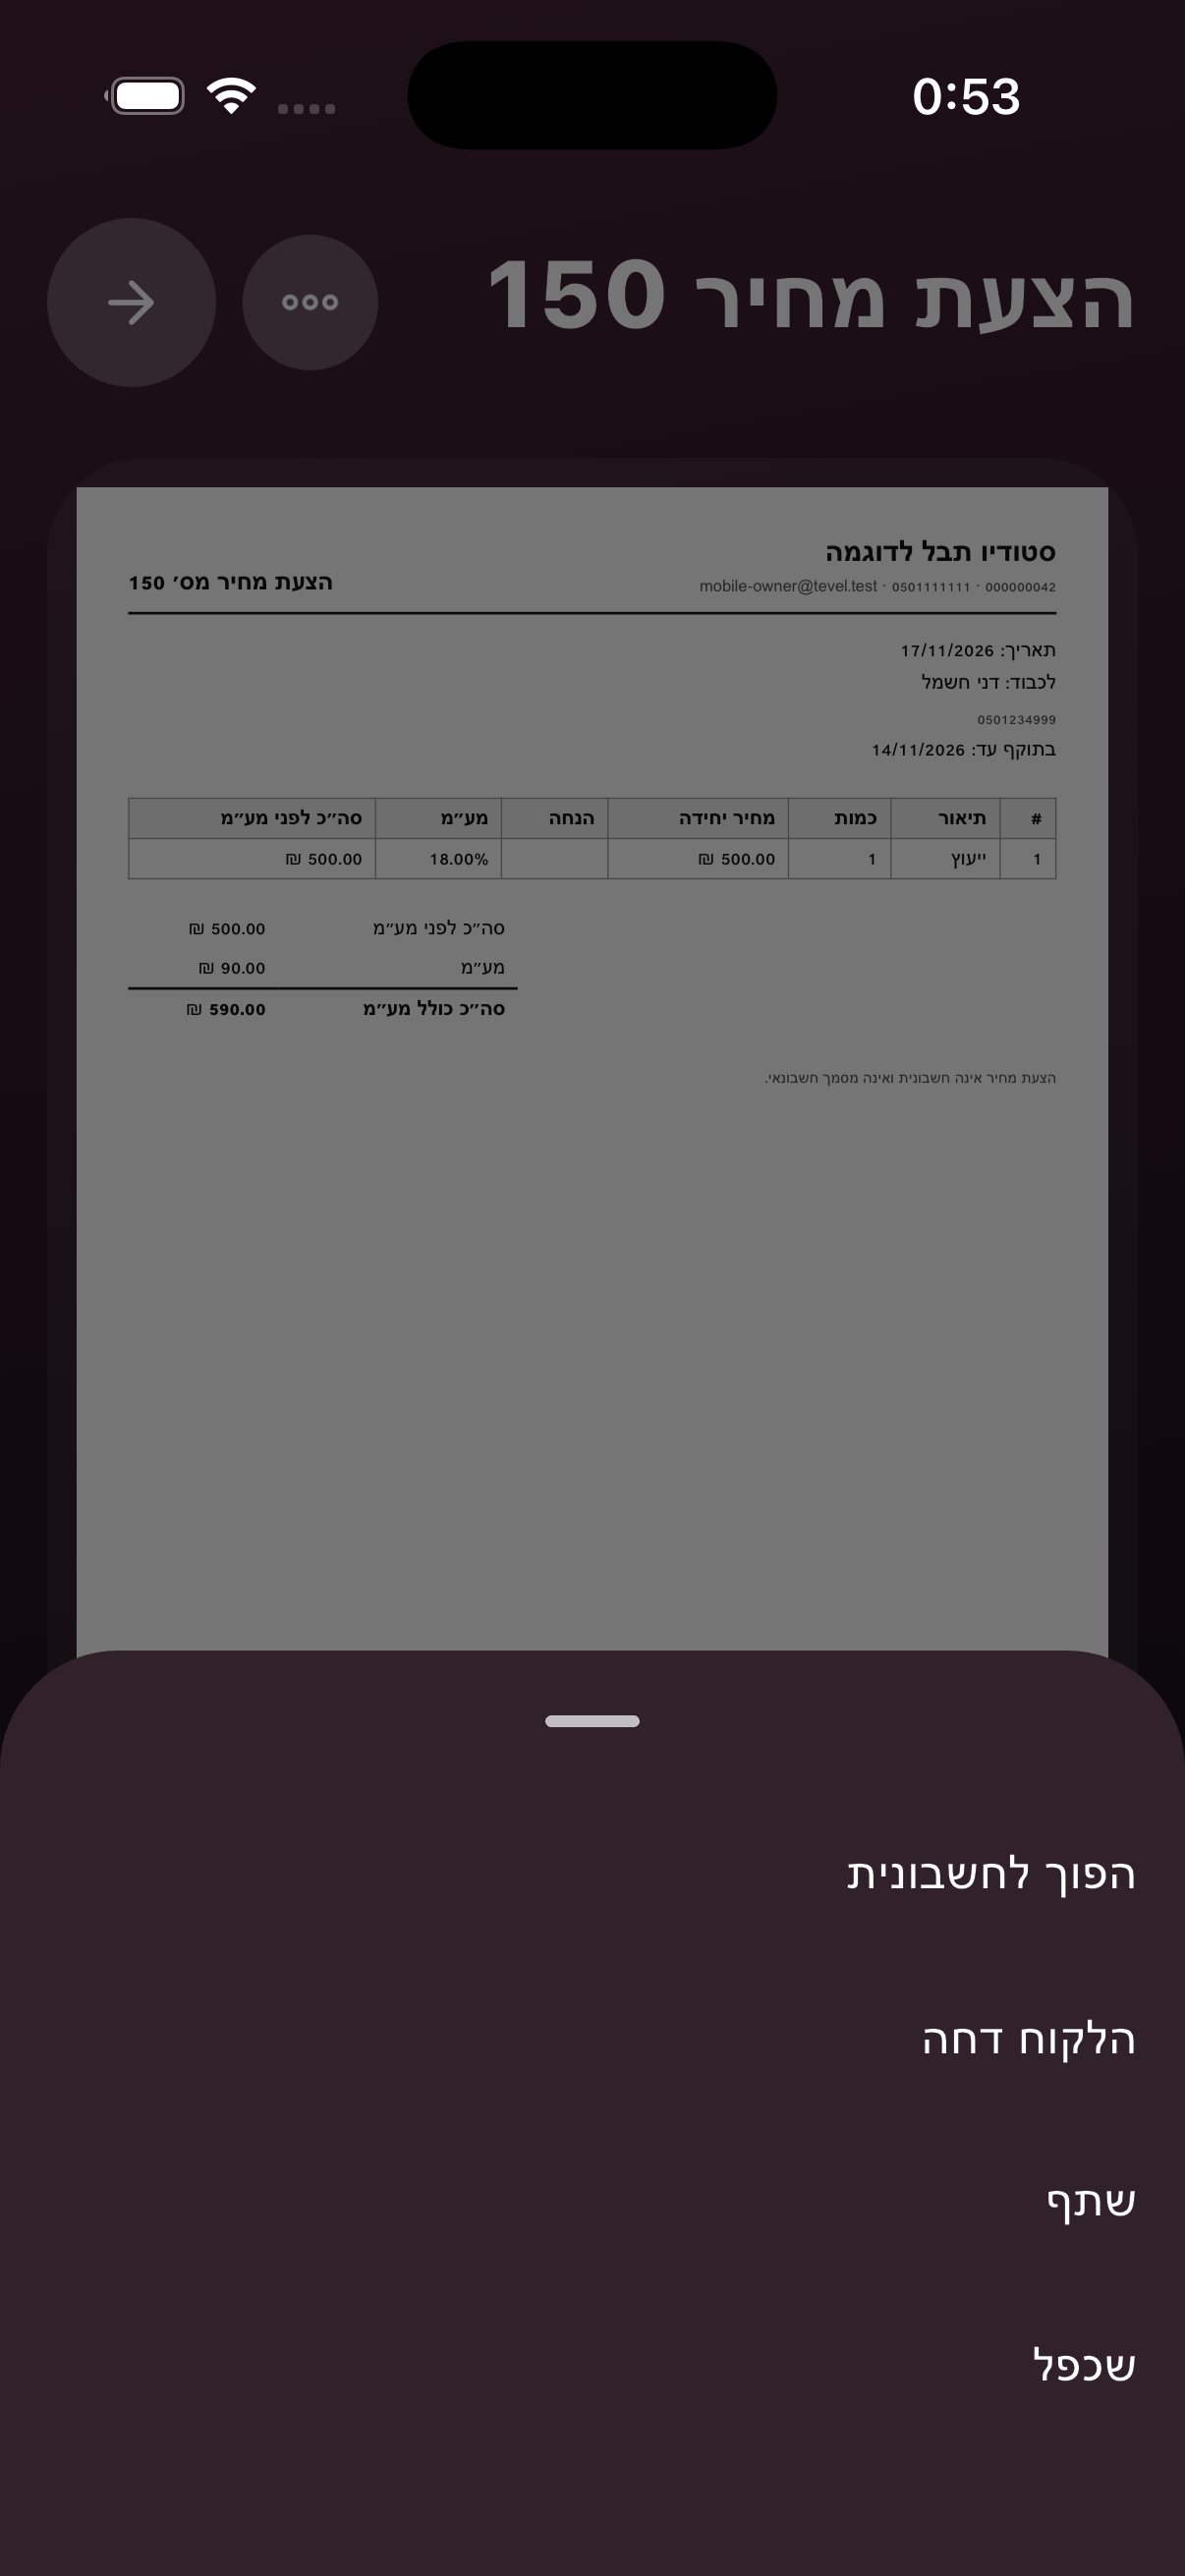 0:53
הצעת מחיר 150
סטודיו תבל לדוגמה
000000042 · 0501111111 · mobile-owner@tevel.test
הצעת מחיר מס׳ 150
תאריך: 17/11/2026
לכבוד: דני חשמל
0501234999
בתוקף עד: 14/11/2026
# תיאור כמות מחיר יחידה הנחה מע״מ סה״כ לפני מע״מ
1 ייעוץ 1 500.00 ₪ 18.00% 500.00 ₪
סה״כ לפני מע״מ 500.00 ₪
מע״מ 90.00 ₪
סה״כ כולל מע״מ 590.00 ₪
הצעת מחיר אינה חשבונית ואינה מסמך חשבונאי.
הפוך לחשבונית
הלקוח דחה
שתף
שכפל